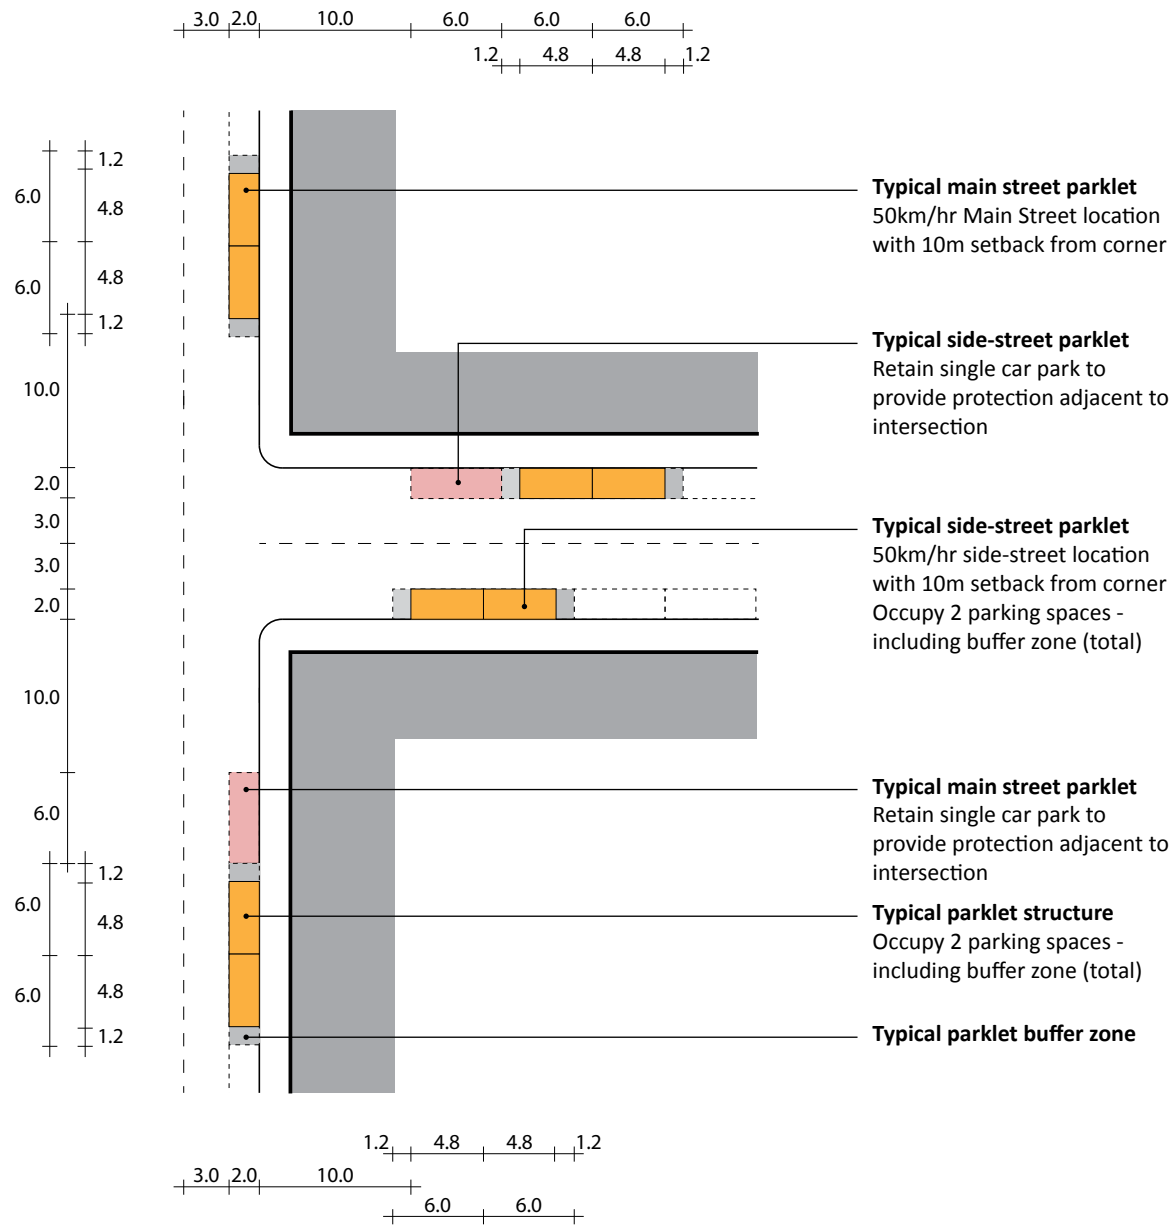 3.0 2.0 10.0 6.0 6.0 6.0
1.2 4.8 4.8 1.2
1.2
6.0
4.8
6.0
4.8
1.2
10.0
2.0
3.0
3.0
2.0
10.0
6.0
1.2
6.0
4.8
6.0
4.8
1.2
Typical main street parklet
50km/hr Main Street location
with 10m setback from corner
Typical side-street parklet
Retain single car park to
provide protection adjacent to
intersection
Typical side-street parklet
50km/hr side-street location
with 10m setback from corner
Occupy 2 parking spaces -
including buffer zone (total)
Typical main street parklet
Retain single car park to
provide protection adjacent to
intersection
Typical parklet structure
Occupy 2 parking spaces -
including buffer zone (total)
Typical parklet buffer zone
1.2 4.8 4.8 1.2
3.0 2.0 10.0
6.0 6.0